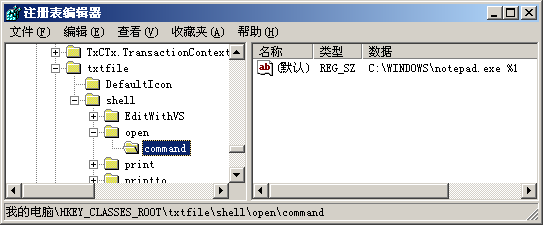 注册表编辑器
文件(F) 编辑(E) 查看(V) 收藏夹(A) 帮助(H)
TxCTx.TransactionContext
txtfile
DefaultIcon
shell
EditWithVS
open
command
print
printto
名称 类型 数据
ab (默认) REG_SZ C:\WINDOWS\notepad.exe %1
我的电脑\HKEY_CLASSES_ROOT\txtfile\shell\open\command